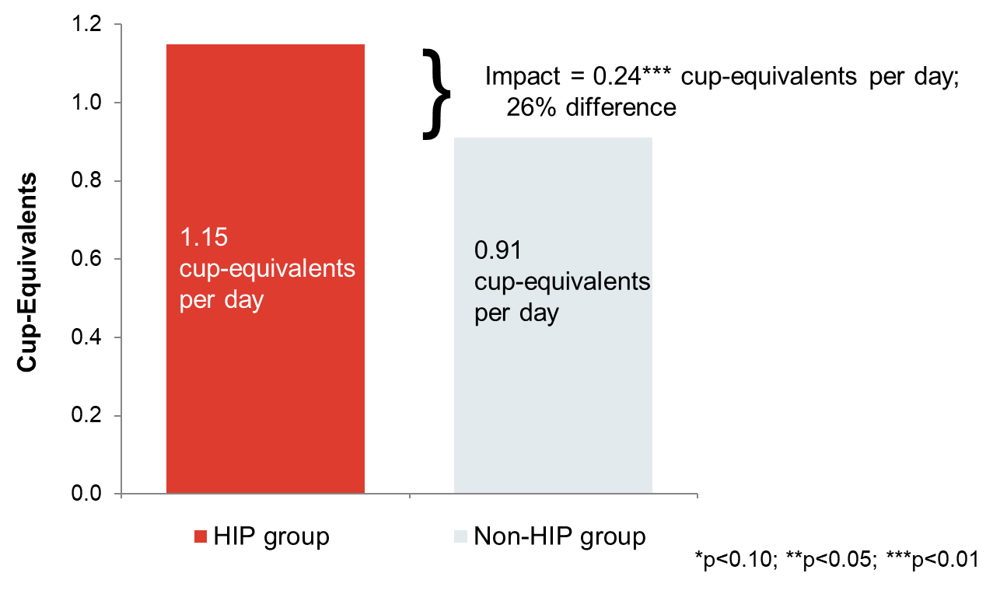 1.2
1.0
0.8
0.6
0.4
0.2
0.0
Cup-Equivalents
1.15
cup-equivalents
per day
Impact = 0.24*** cup-equivalents per day;
26% difference
0.91
cup-equivalents
per day
HIP group
Non-HIP group
*p<0.10; **p<0.05; ***p<0.01